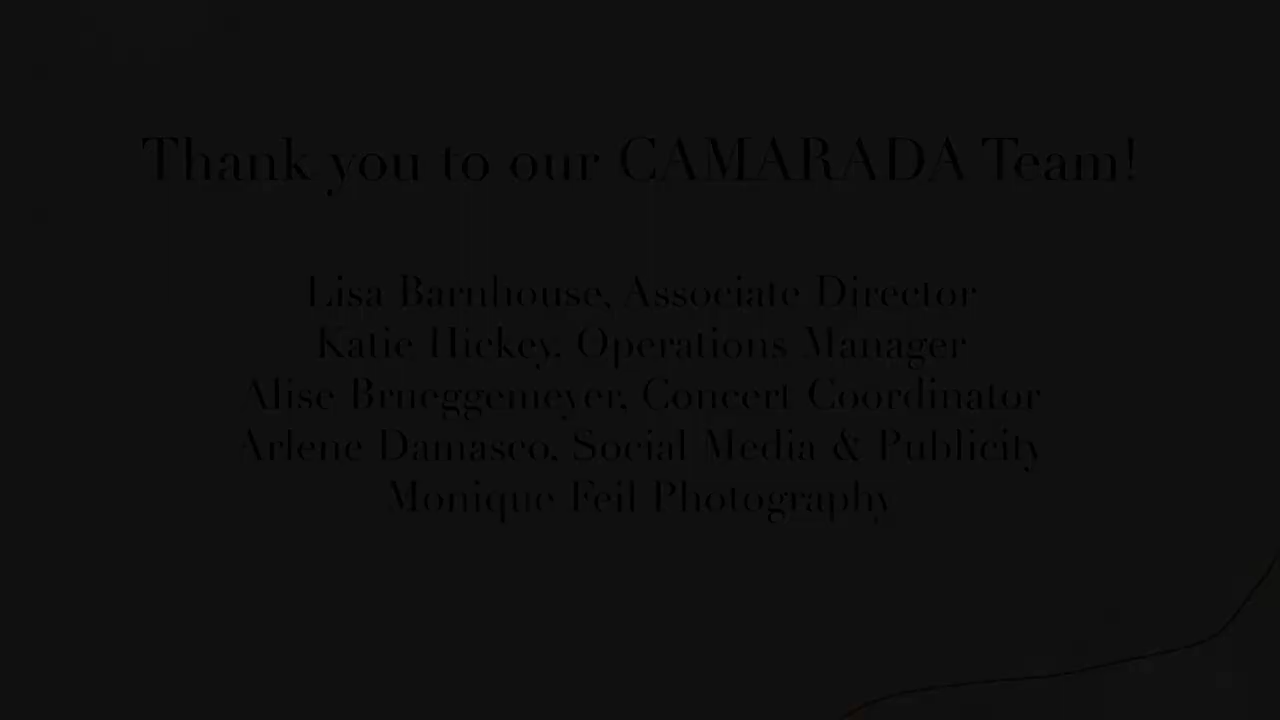 Thank you to our CAMARADA Team!
Lisa Barnhouse, Associate Director
Katie Hickey, Operations Manager
Alise Brueggemeyer, Concert Coordinator
Arlene Damasco, Social Media & Publicity
Monique Feil Photography